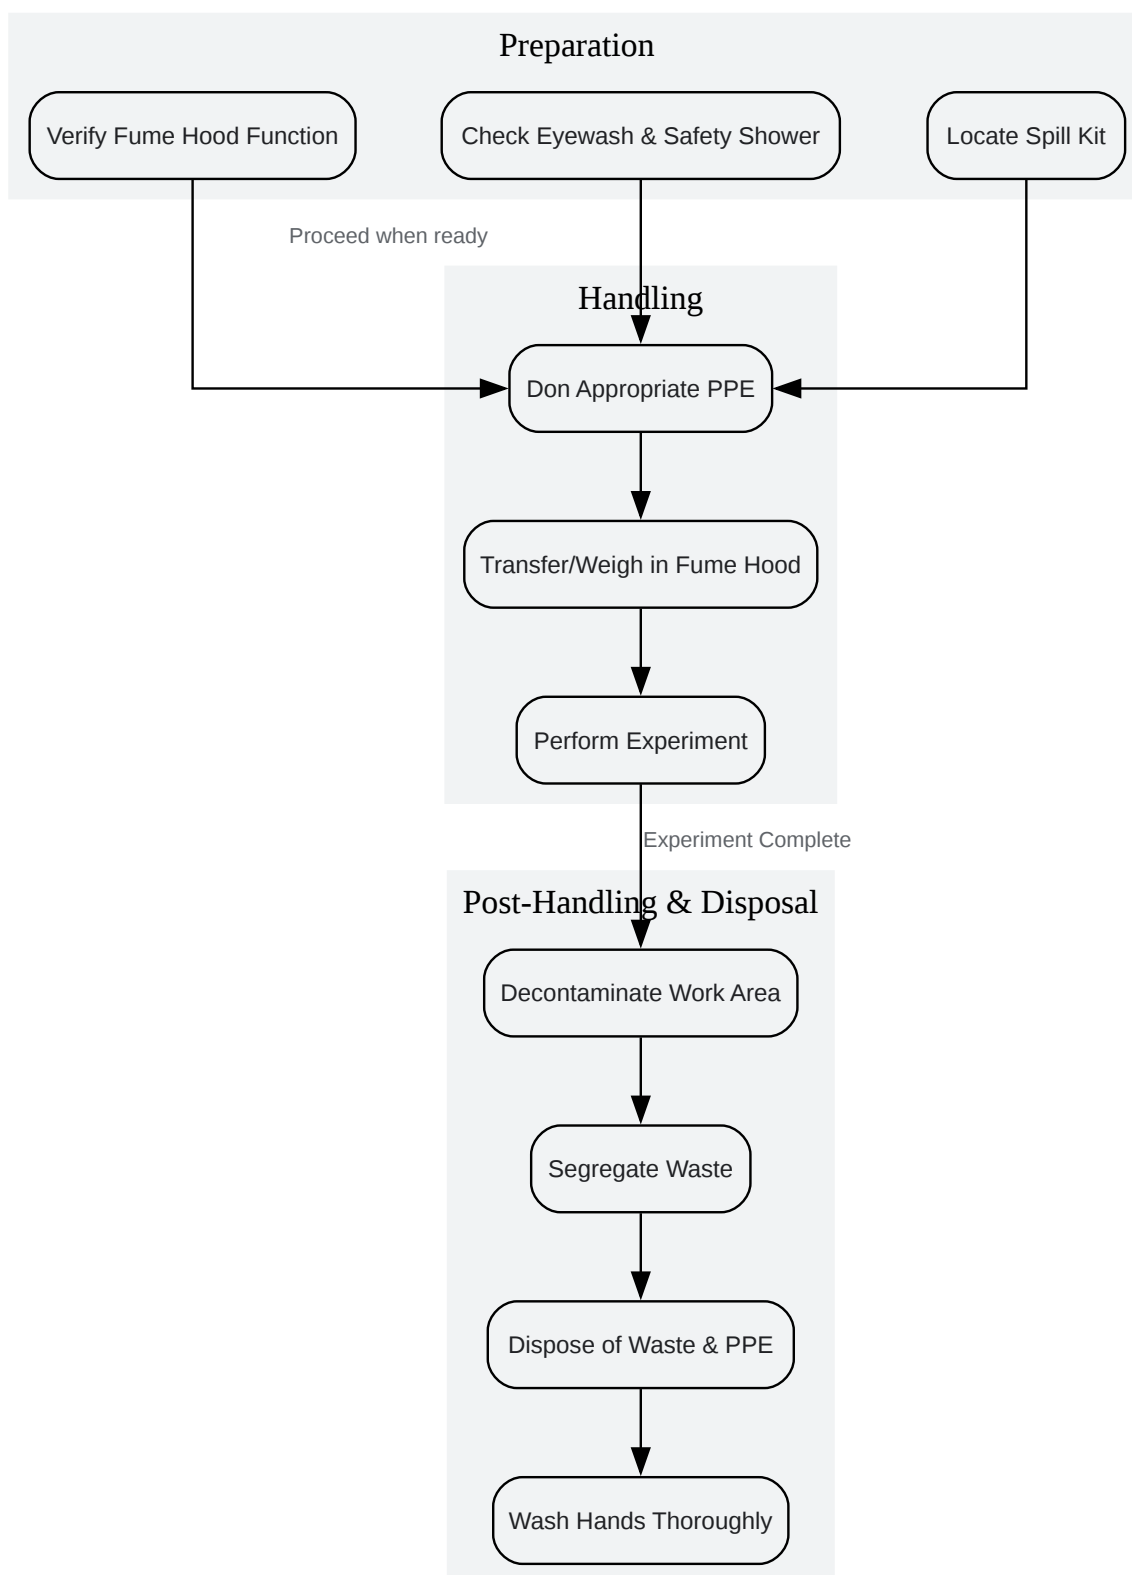 Preparation
Verify Fume Hood Function
Check Eyewash & Safety Shower
Locate Spill Kit
Proceed when ready
Handling
Don Appropriate PPE
Transfer/Weigh in Fume Hood
Perform Experiment
Experiment Complete
Post-Handling & Disposal
Decontaminate Work Area
Segregate Waste
Dispose of Waste & PPE
Wash Hands Thoroughly